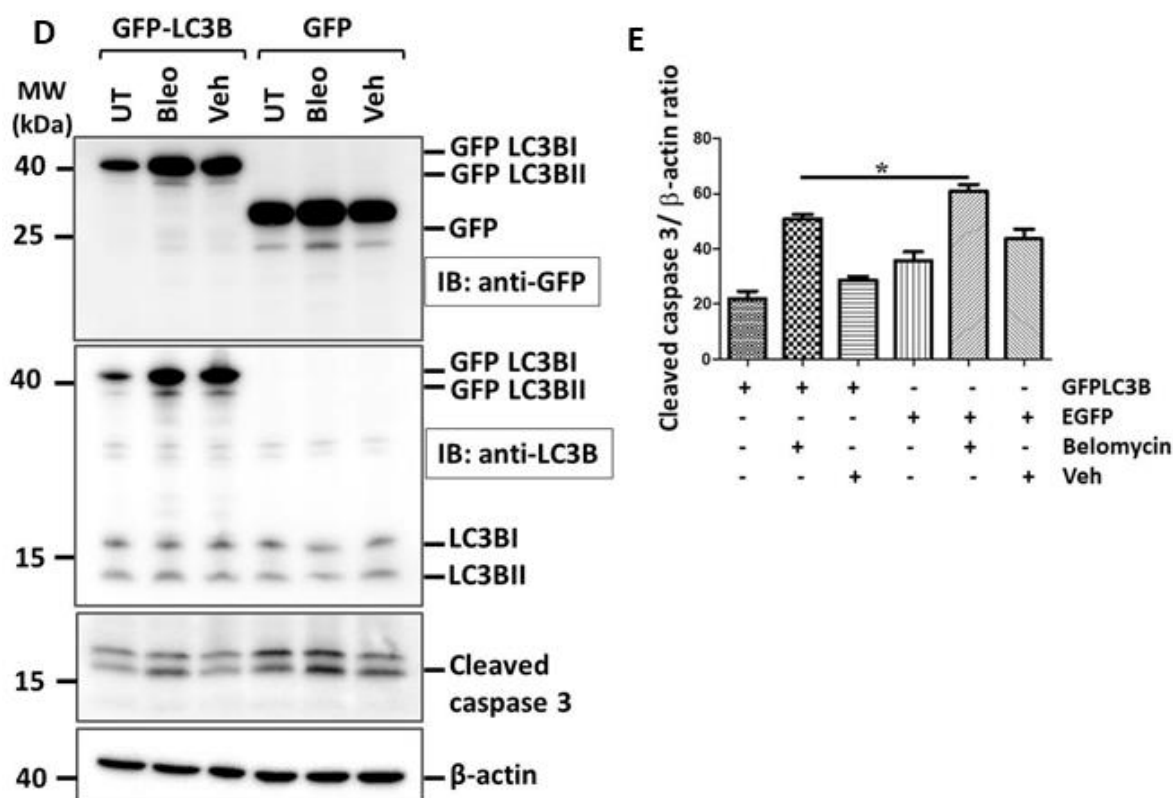 D
GFP-LC3B GFP
MW
(kDa)
UT Bleo Veh UT Bleo Veh
40
25
GFP LC3BI
GFP LC3BII
GFP
IB: anti-GFP
40
15
GFP LC3BI
GFP LC3BII
IB: anti-LC3B
LC3BI
LC3BII
15
Cleaved
caspase 3
40
β-actin
E
Cleaved caspase 3/ β-actin ratio
80
60
40
20
0
*
+ + + - - - GFPLC3B
- - - + + + EGFP
- + - - + - Belomycin
- - + - - + Veh